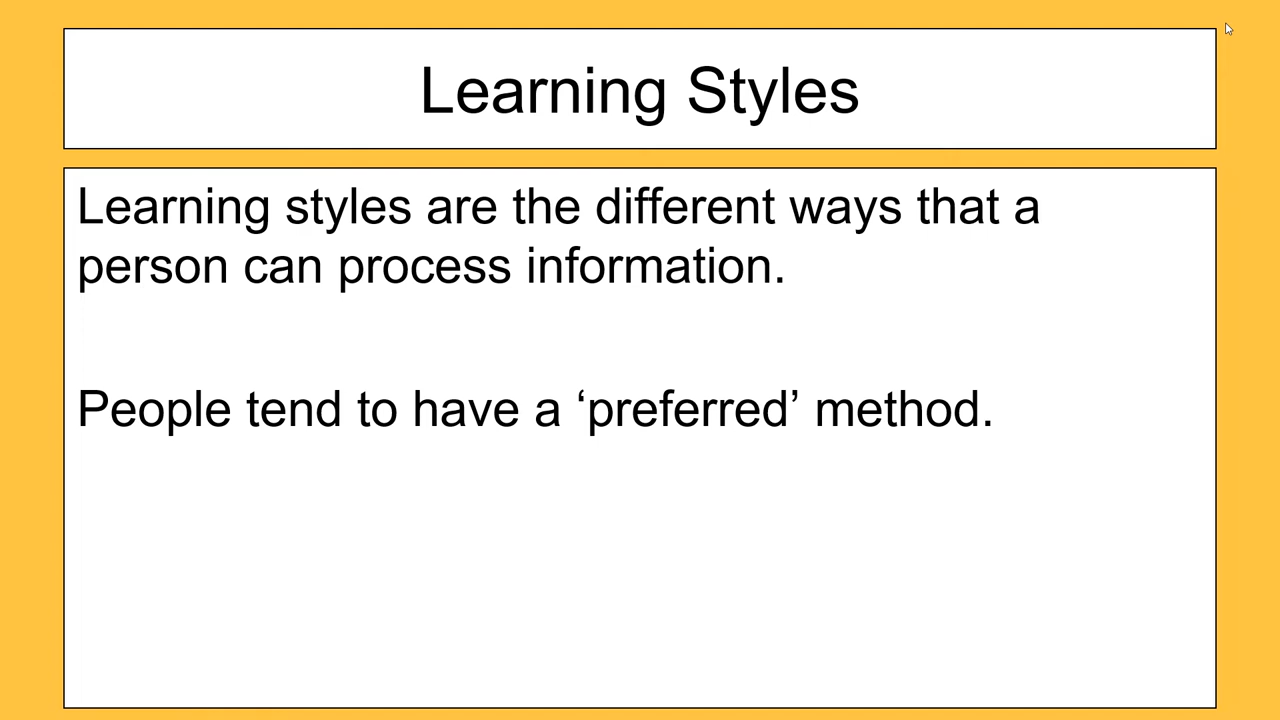 Learning Styles
Learning styles are the different ways that a
person can process information.
People tend to have a ‘preferred’ method.